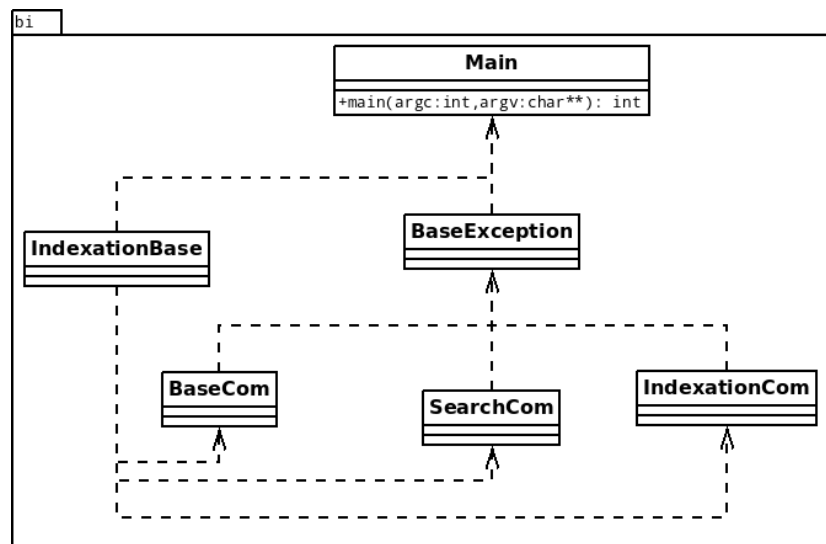 bi
Main
+main(argc:int,argv:char**): int
BaseException
IndexationBase
BaseCom
SearchCom
IndexationCom